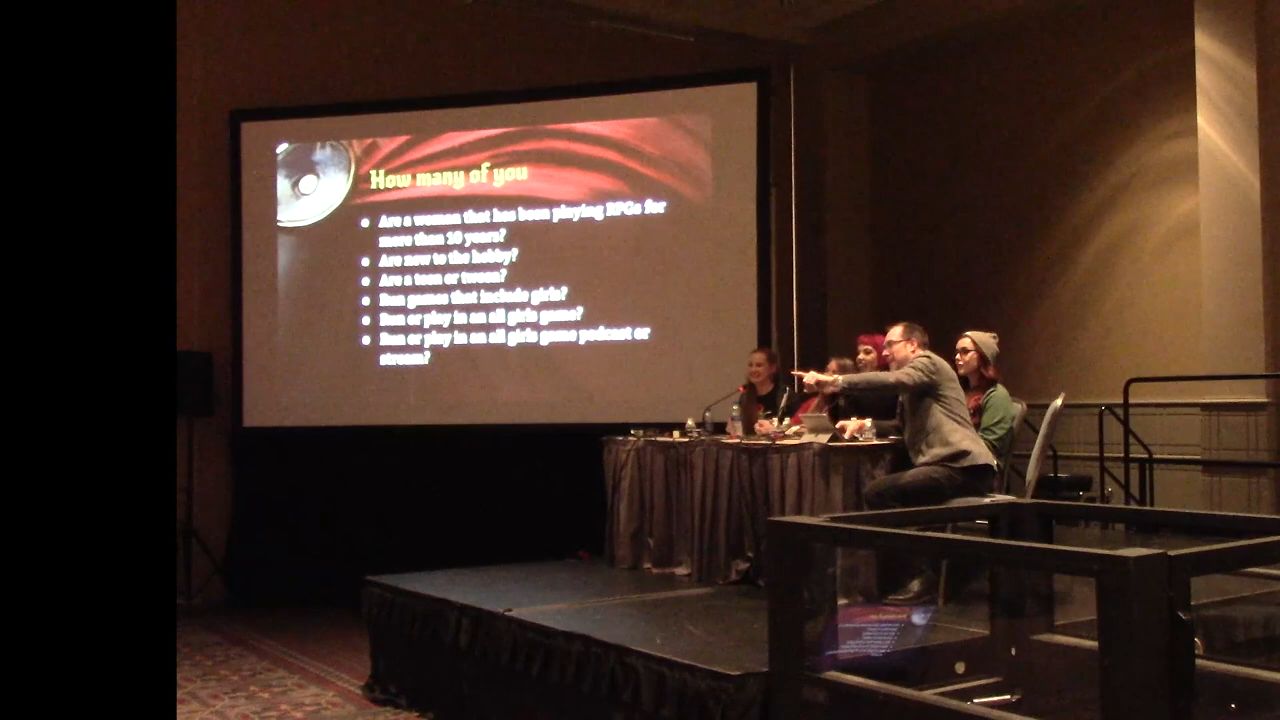 How many of you
• Are a woman that has been playing RPGs for
more than 10 years?
• Are new to the hobby?
• Are a teen or tween?
• Run games that include girls?
• Run or play in an all girls game?
• Run or play in an all girls game podcast or
stream?